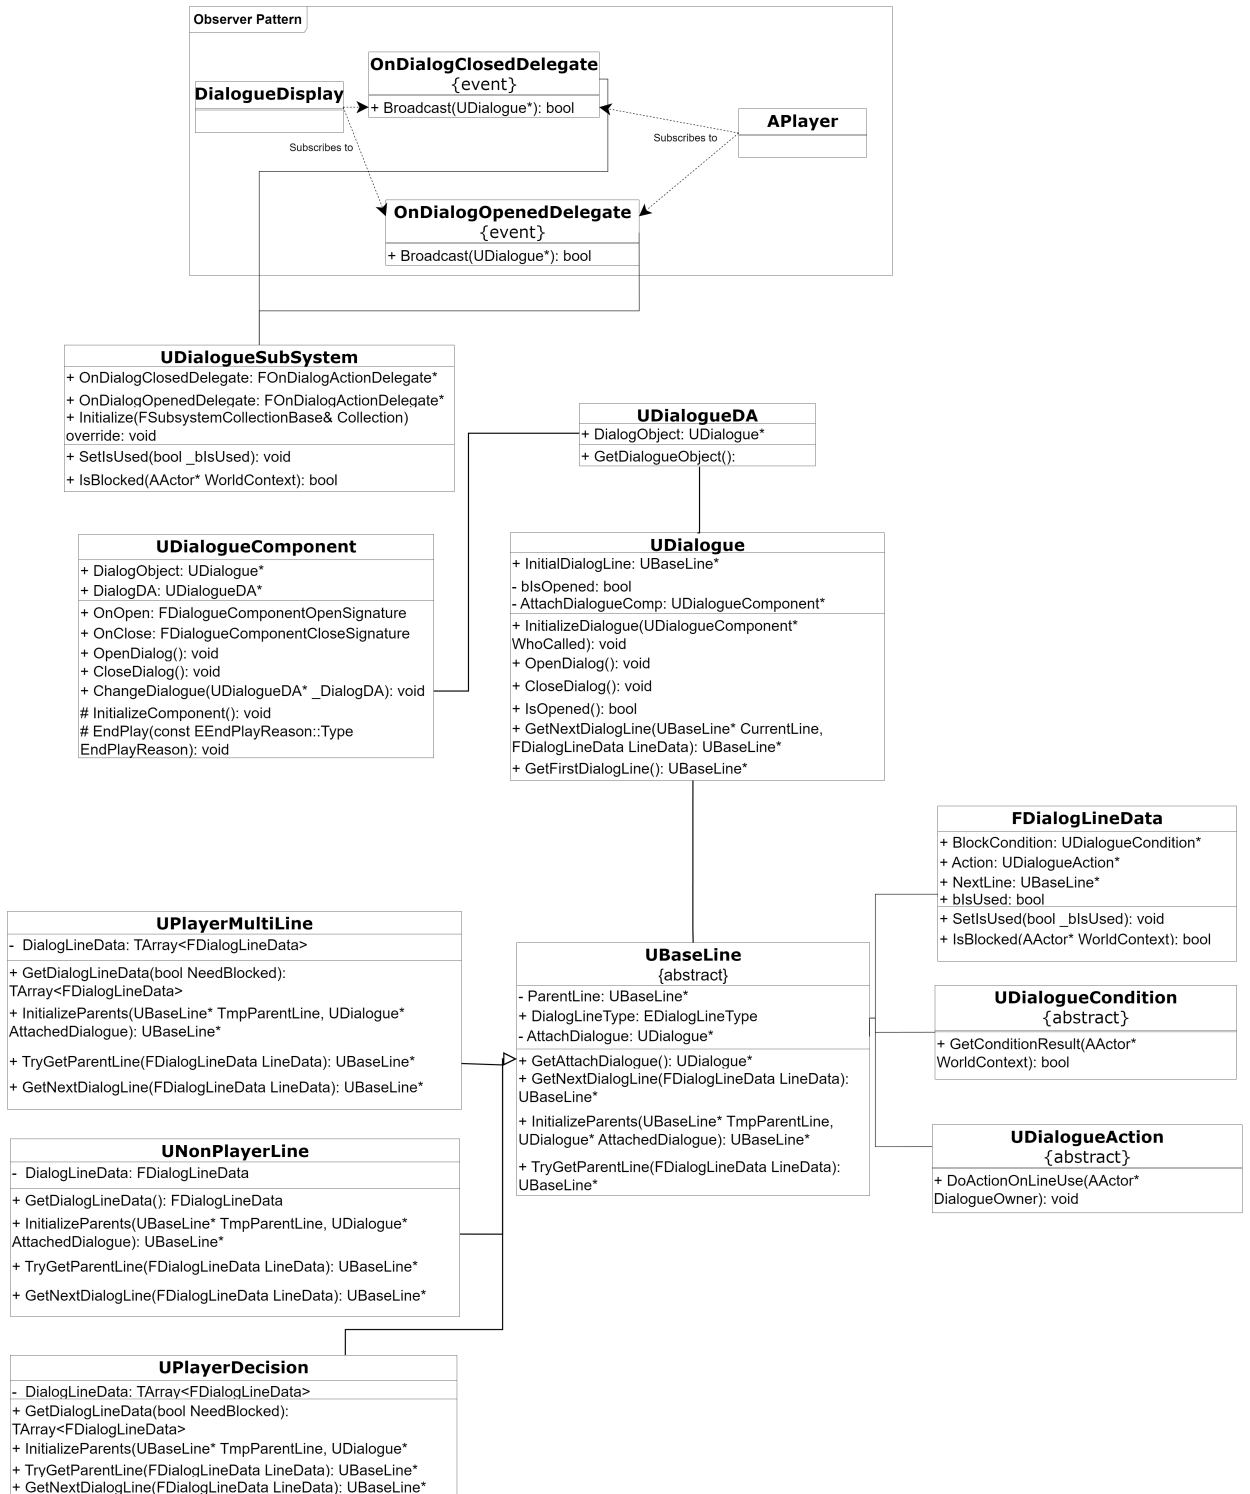 Observer Pattern
OnDialogClosedDelegate
{event}
+ Broadcast(UDialogue*): bool
DialogueDisplay
APlayer
Subscribes to
Subscribes to
OnDialogOpenedDelegate
{event}
+ Broadcast(UDialogue*): bool
UDialogueSubSystem
+ OnDialogClosedDelegate: FOnDialogActionDelegate*
+ OnDialogOpenedDelegate: FOnDialogActionDelegate*
+ Initialize(FSubsystemCollectionBase& Collection)
override: void
+ SetIsUsed(bool _bIsUsed): void
+ IsBlocked(AActor* WorldContext): bool
UDialogueDA
+ DialogObject: UDialogue*
+ GetDialogueObject():
UDialogueComponent
+ DialogObject: UDialogue*
+ DialogDA: UDialogueDA*
+ OnOpen: FDialogueComponentOpenSignature
+ OnClose: FDialogueComponentCloseSignature
+ OpenDialog(): void
+ CloseDialog(): void
+ ChangeDialogue(UDialogueDA* _DialogDA): void
# InitializeComponent(): void
# EndPlay(const EEndPlayReason::Type
EndPlayReason): void
UDialogue
+ InitialDialogLine: UBaseLine*
- bIsOpened: bool
- AttachDialogueComp: UDialogueComponent*
+ InitializeDialogue(UDialogueComponent*
WhoCalled): void
+ OpenDialog(): void
+ CloseDialog(): void
+ IsOpened(): bool
+ GetNextDialogLine(UBaseLine* CurrentLine,
FDialogLineData LineData): UBaseLine*
+ GetFirstDialogLine(): UBaseLine*
FDialogLineData
+ BlockCondition: UDialogueCondition*
+ Action: UDialogueAction*
+ NextLine: UBaseLine*
+ bIsUsed: bool
+ SetIsUsed(bool _bIsUsed): void
+ IsBlocked(AActor* WorldContext): bool
UPlayerMultiLine
- DialogLineData: TArray<FDialogLineData>
+ GetDialogLineData(bool NeedBlocked):
TArray<FDialogLineData>
+ InitializeParents(UBaseLine* TmpParentLine, UDialogue*
AttachedDialogue): UBaseLine*
+ TryGetParentLine(FDialogLineData LineData): UBaseLine*
+ GetNextDialogLine(FDialogLineData LineData): UBaseLine*
UBaseLine
{abstract}
- ParentLine: UBaseLine*
+ DialogLineType: EDialogLineType
- AttachDialogue: UDialogue*
+ GetAttachDialogue(): UDialogue*
+ GetNextDialogLine(FDialogLineData LineData):
UBaseLine*
+ InitializeParents(UBaseLine* TmpParentLine,
UDialogue* AttachedDialogue): UBaseLine*
+ TryGetParentLine(FDialogLineData LineData):
UBaseLine*
UDialogueCondition
{abstract}
+ GetConditionResult(AActor*
WorldContext): bool
UDialogueAction
{abstract}
+ DoActionOnLineUse(AActor*
DialogueOwner): void
UNonPlayerLine
- DialogLineData: FDialogLineData
+ GetDialogLineData(): FDialogLineData
+ InitializeParents(UBaseLine* TmpParentLine, UDialogue*
AttachedDialogue): UBaseLine*
+ TryGetParentLine(FDialogLineData LineData): UBaseLine*
+ GetNextDialogLine(FDialogLineData LineData): UBaseLine*
UPlayerDecision
- DialogLineData: TArray<FDialogLineData>
+ GetDialogLineData(bool NeedBlocked):
TArray<FDialogLineData>
+ InitializeParents(UBaseLine* TmpParentLine, UDialogue*
+ TryGetParentLine(FDialogLineData LineData): UBaseLine*
+ GetNextDialogLine(FDialogLineData LineData): UBaseLine*